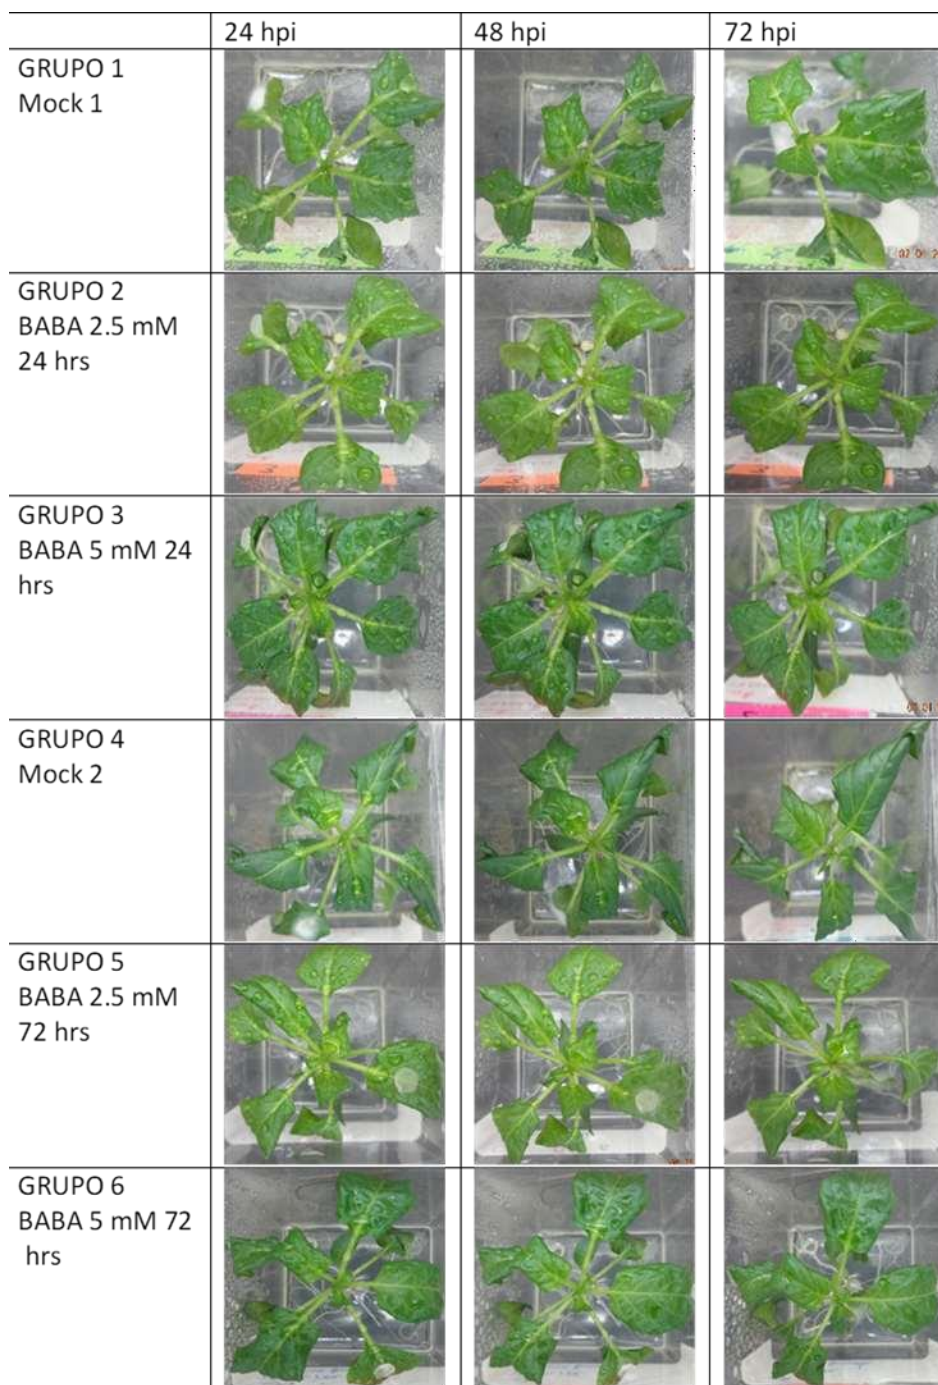 24 hpi
48 hpi
72 hpi
GRUPO 1
Mock 1
GRUPO 2
BABA 2.5 mM
24 hrs
GRUPO 3
BABA 5 mM 24
hrs
GRUPO 4
Mock 2
GRUPO 5
BABA 2.5 mM
72 hrs
GRUPO 6
BABA 5 mM 72
hrs